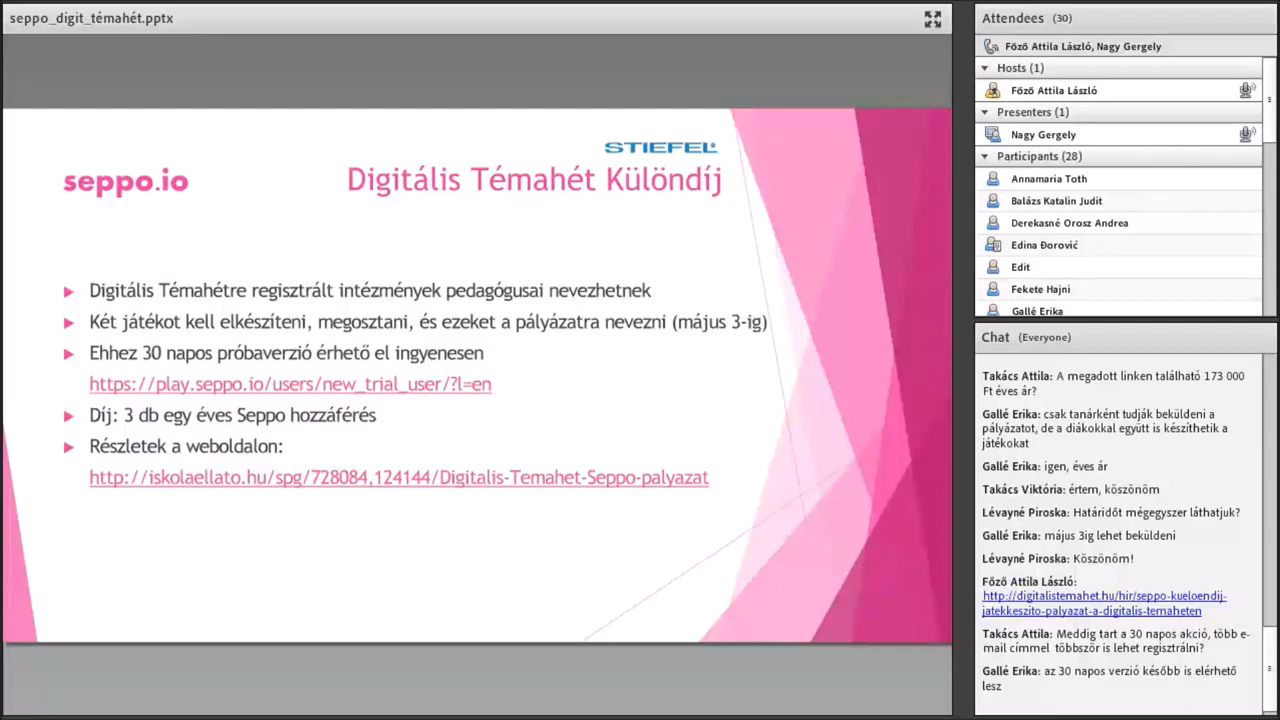 seppo_digit_témahét.pptx
STIEFEL
seppo.io
Digitális Témahét Különdíj
Digitális Témahétre regisztrált intézmények pedagógusai nevezhetnek
Két játékot kell elkészíteni, megosztani, és ezeket a pályázatra nevezni (május 3-ig)
Ehhez 30 napos próbaverzió érhető el ingyenesen
https://play.seppo.io/users/new_trial_user/?l=en
Díj: 3 db egy éves Seppo hozzáférés
Részletek a weboldalon:
http://iskolaellato.hu/spg/728084,124144/Digitalis-Temahet-Seppo-palyazat
Attendees (30)
Főző Attila László, Nagy Gergely
Hosts (1)
Főző Attila László
Presenters (1)
Nagy Gergely
Participants (28)
Annamaria Toth
Balázs Katalin Judit
Derekasné Orosz Andrea
Edina Đorović
Edit
Fekete Hajni
Gallé Erika
Chat (Everyone)
Takács Attila: A megadott linken található 173 000
Ft éves ár?
Gallé Erika: csak tanárként tudják beküldeni a
pályázatot, de a diákokkal együtt is készíthetik a
játékokat
Gallé Erika: igen, éves ár
Takács Viktória: értem, köszönöm
Lévayné Piroska: Határidőt mégegyszer láthatjuk?
Gallé Erika: május 3ig lehet beküldeni
Lévayné Piroska: Köszönöm!
Főző Attila László:
http://digitalistemahet.hu/hir/seppo-kueloendij-
jatekkeszito-palyazat-a-digitalis-temaheten
Takács Attila: Meddig tart a 30 napos akció, több e-
mail címmel többször is lehet regisztrálni?
Gallé Erika: az 30 napos verzió később is elérhető
lesz